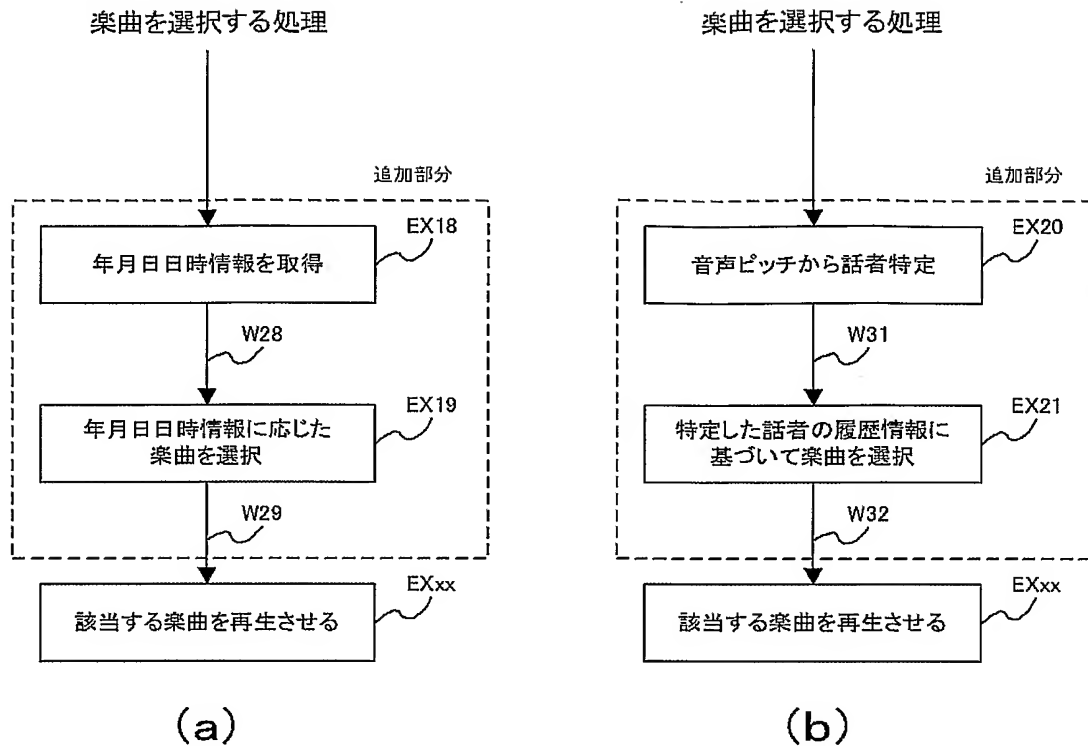 楽曲を選択する処理
追加部分
EX18
年月日日時情報を取得
W28
EX19
年月日日時情報に応じた
楽曲を選択
W29
EXxx
該当する楽曲を再生させる
(a)
楽曲を選択する処理
追加部分
EX20
音声ピッチから話者特定
W31
EX21
特定した話者の履歴情報に
基づいて楽曲を選択
W32
EXxx
該当する楽曲を再生させる
(b)